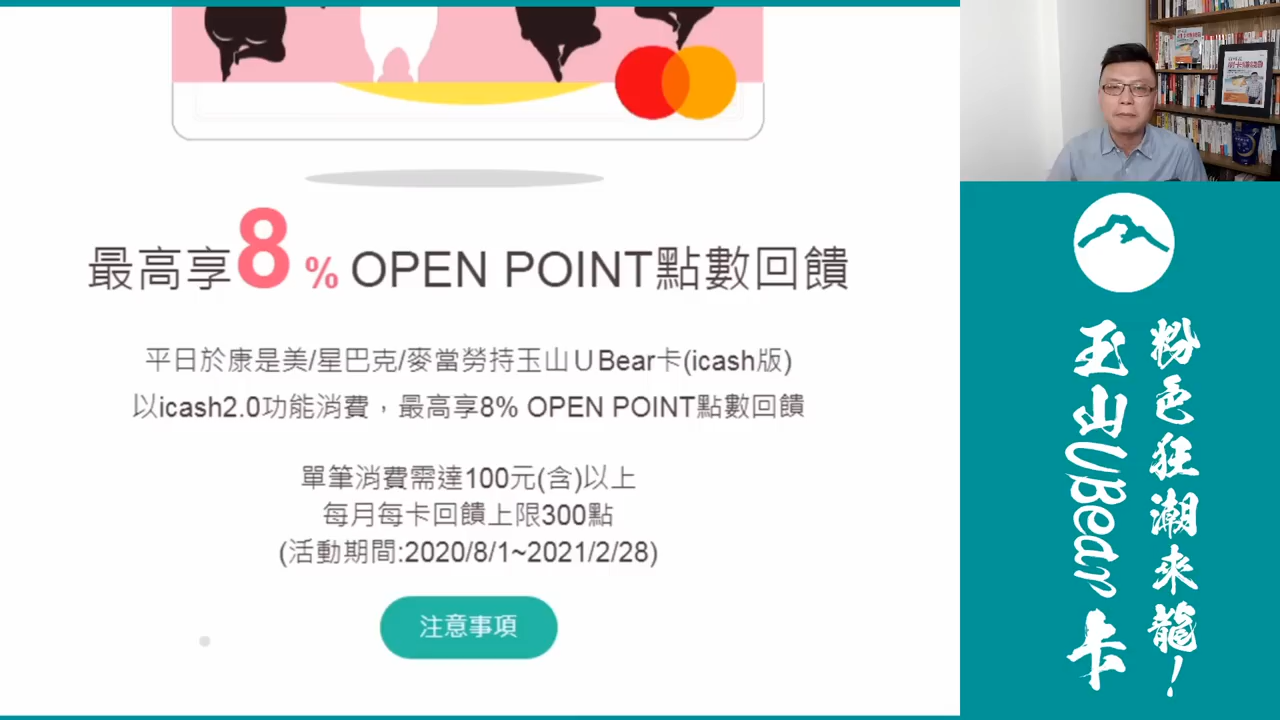 最高享8% OPEN POINT點數回饋
平日於康是美/星巴克/麥當勞持玉山UBear卡(icash版)
以icash2.0功能消費，最高享8% OPEN POINT點數回饋
單筆消費需達100元(含)以上
每月每卡回饋上限300點
(活動期間:2020/8/1~2021/2/28)
注意事項
粉色狂潮來龍！
玉山UBear卡